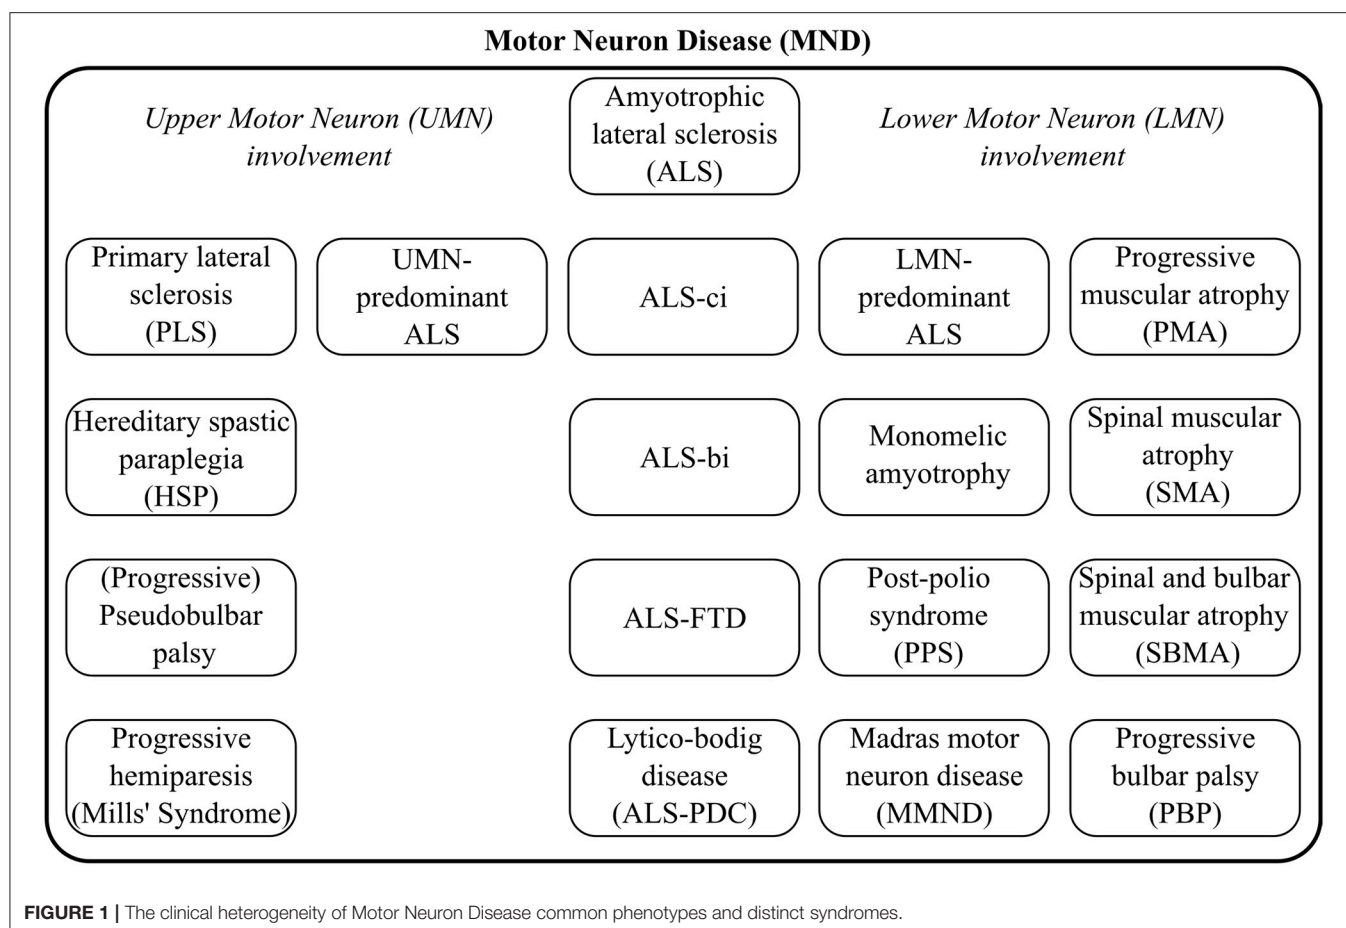 Motor Neuron Disease (MND)
Upper Motor Neuron (UMN)
involvement
Amyotrophic
lateral sclerosis
(ALS)
Lower Motor Neuron (LMN)
involvement
Primary lateral
sclerosis
(PLS)
UMN-
predominant
ALS
ALS-ci
LMN-
predominant
ALS
Progressive
muscular atrophy
(PMA)
Hereditary spastic
paraplegia
(HSP)
ALS-bi
Monomelic
amyotrophy
Spinal muscular
atrophy
(SMA)
(Progressive)
Pseudobulbar
palsy
ALS-FTD
Post-polio
syndrome
(PPS)
Spinal and bulbar
muscular atrophy
(SBMA)
Progressive
hemiparesis
(Mills' Syndrome)
Lytico-bodig
disease
(ALS-PDC)
Madras motor
neuron disease
(MMND)
Progressive
bulbar palsy
(PBP)
FIGURE 1 | The clinical heterogeneity of Motor Neuron Disease common phenotypes and distinct syndromes.